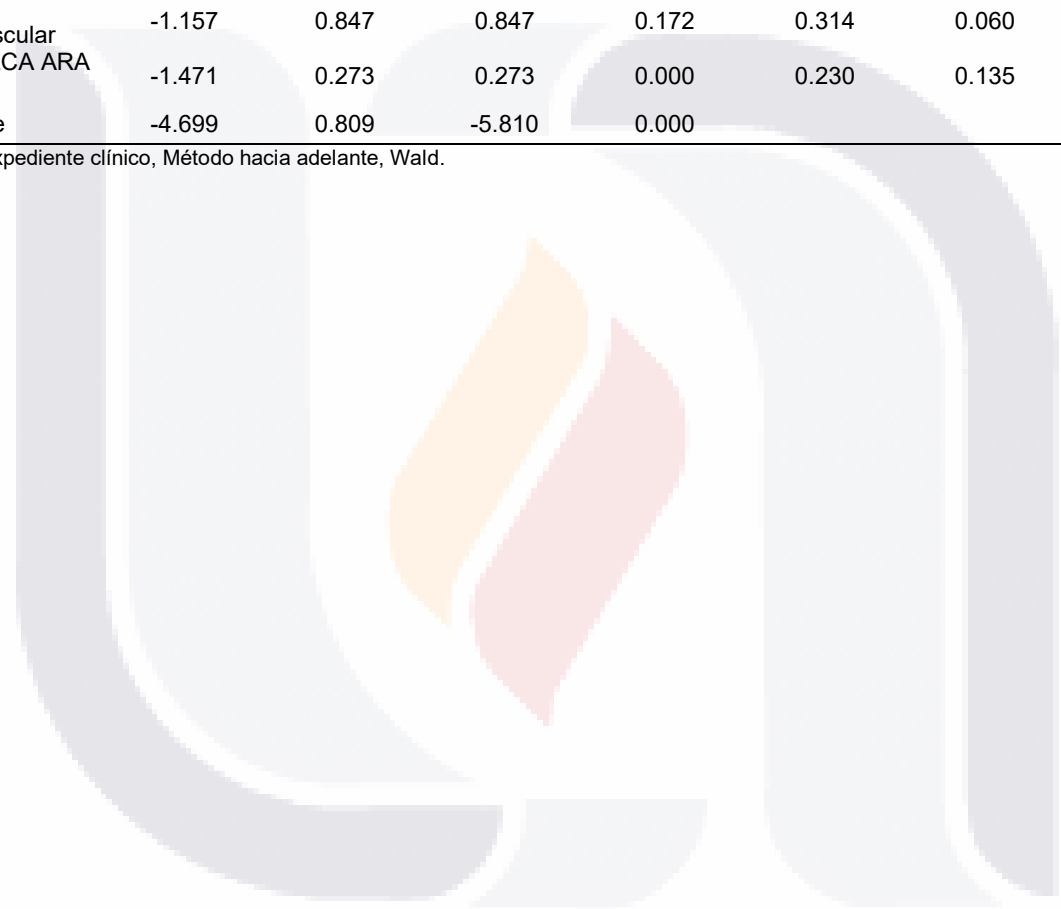 scular -1.157 0.847 0.847 0.172 0.314 0.060
CA ARA
-1.471 0.273 0.273 0.000 0.230 0.135
e -4.699 0.809 -5.810 0.000
xpediente clínico, Método hacia adelante, Wald.